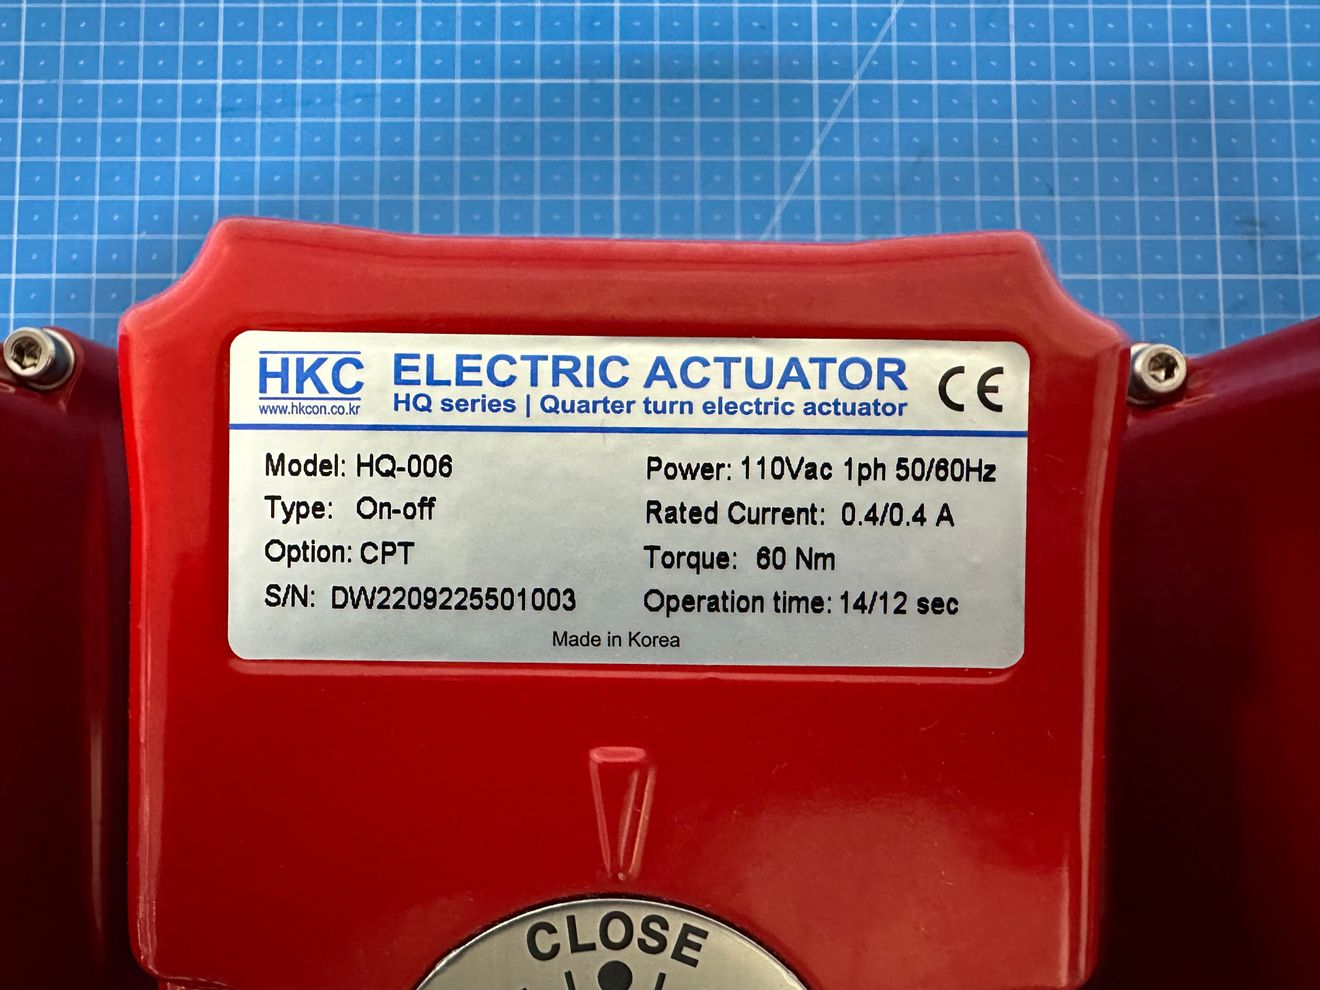 HKC
www.hkcon.co.kr
ELECTRIC ACTUATOR
HQ series | Quarter turn electric actuator
CE
Model: HQ-006
Type: On-off
Option: CPT
S/N: DW2209225501003
Power: 110Vac 1ph 50/60Hz
Rated Current: 0.4/0.4 A
Torque: 60 Nm
Operation time: 14/12 sec
Made in Korea
CLOSE